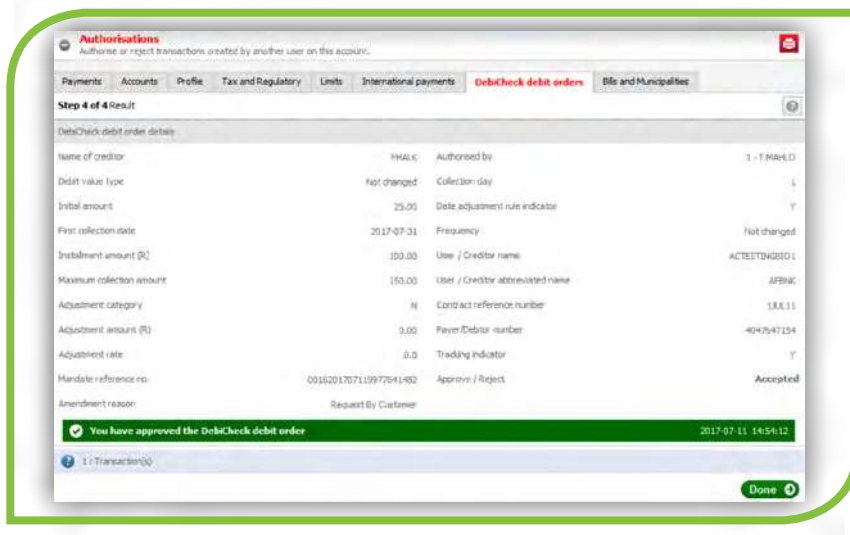 Authorisations
Authorise or reject transactions created by another user on this account.
Payments Accounts Profile Tax and Regulatory Limits International payments DebiCheck debit orders Bills and Municipalities
Step 4 of 4 Result
DebiCheck debit order details
Name of creditor Authorised by 1 - T MAHLO
Debit value type Not changed Collection day 1
Initial amount 25.00 Date adjustment rule indicator Y
First collection date 2017-07-31 Frequency Not changed
Instalment amount (R) 100.00 User / Creditor name
Maximum collection amount 150.00 User / Creditor abbreviated name
Adjustment category N Contract reference number
Adjustment amount (R) 0.00 Payer/Debtor number
Adjustment rate 0.0 Trading indicator Y
Mandate reference no. Approve / Reject Accepted
Amendment reason Request By Customer
You have approved the DebiCheck debit order 2017-07-11 14:54:12
1 : Transaction(s)
Done